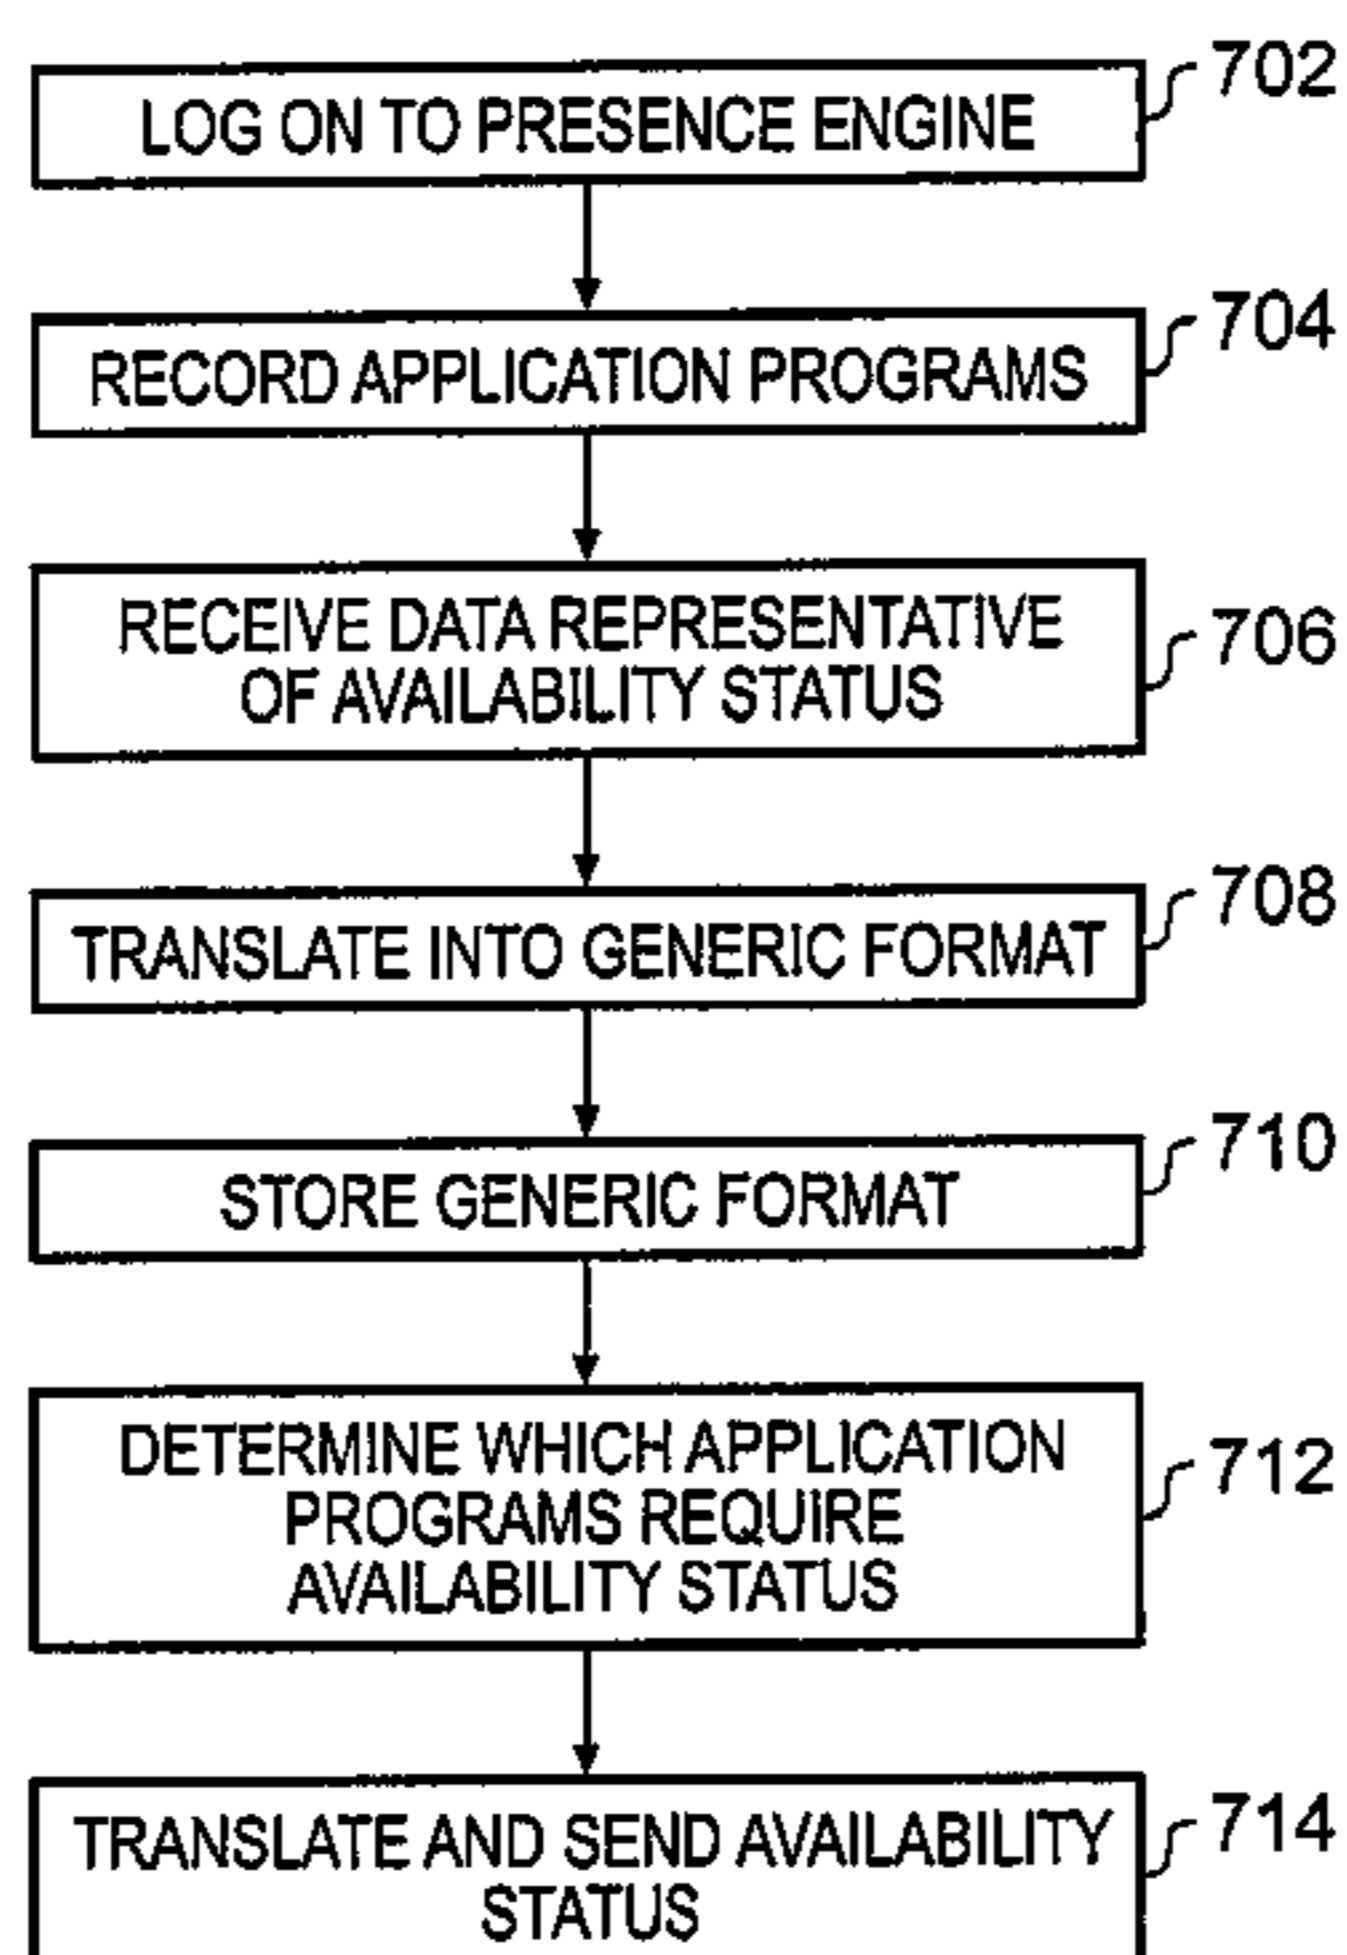 702
LOG ON TO PRESENCE ENGINE
704
RECORD APPLICATION PROGRAMS
RECEIVE DATA REPRESENTATIVE
706
OF AVAILABILITY STATUS
708
TRANSLATE INTO GENERIC FORMAT
710
STORE GENERIC FORMAT
DETERMINE WHICH APPLICATION
712
PROGRAMS REQUIRE
AVAILABILITY STATUS
714
TRANSLATE AND SEND AVAILABILITY
STATUS